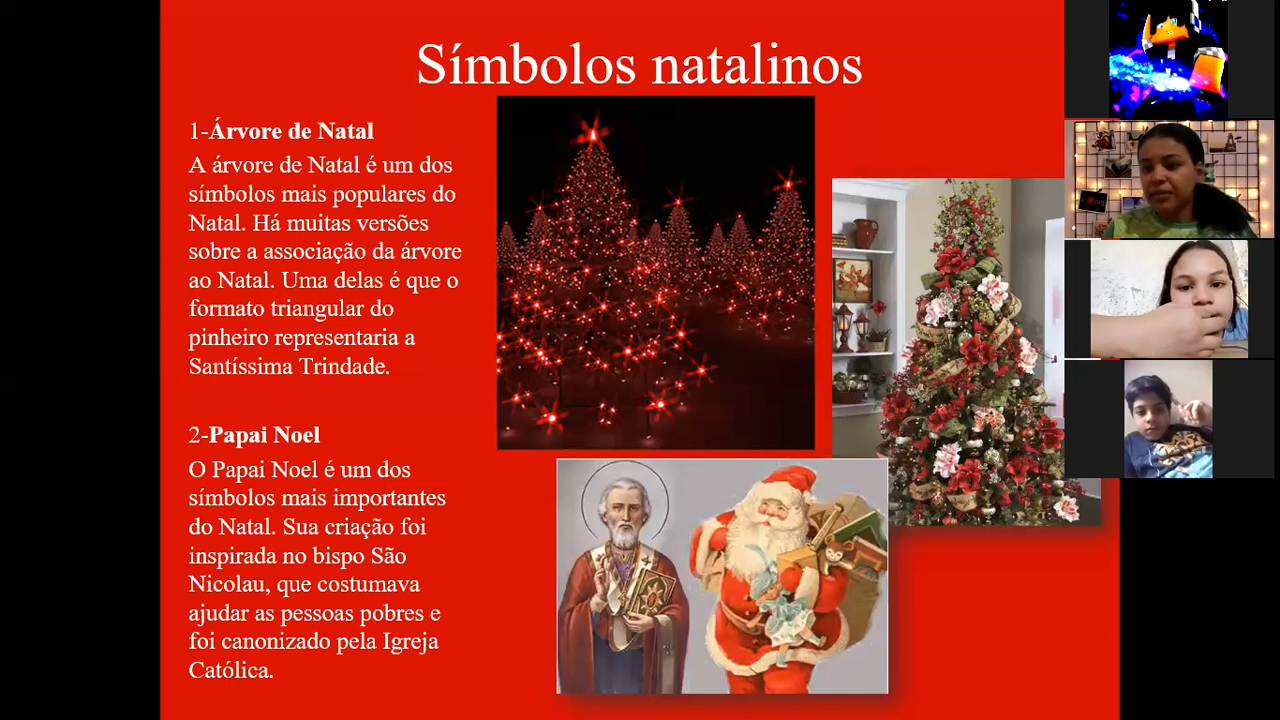 Símbolos natalinos
1-Árvore de Natal
A árvore de Natal é um dos
símbolos mais populares do
Natal. Há muitas versões
sobre a associação da árvore
ao Natal. Uma delas é que o
formato triangular do
pinheiro representaria a
Santíssima Trindade.
2-Papai Noel
O Papai Noel é um dos
símbolos mais importantes
do Natal. Sua criação foi
inspirada no bispo São
Nicolau, que costumava
ajudar as pessoas pobres e
foi canonizado pela Igreja
Católica.